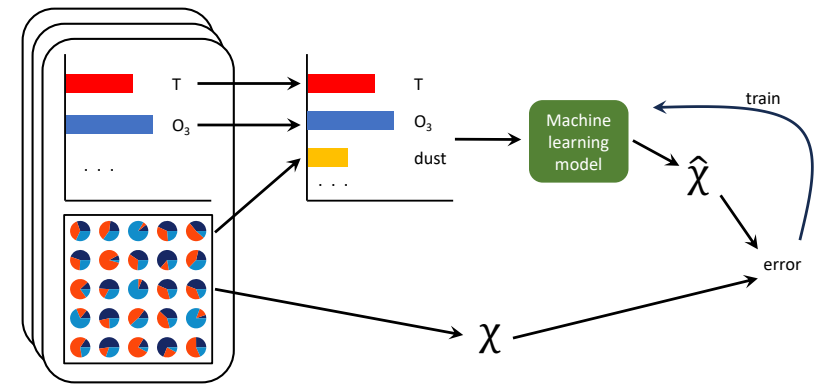 T
O₃
. . .
T
O₃
dust
. . .
Machine
learning
model
train
χ̂
error
χ